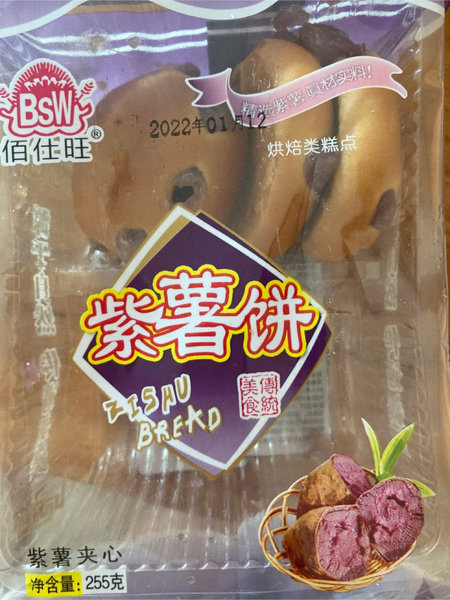 BSW
佰仕旺®
精选紫薯 真材实料!
2022年01月12
烘焙类糕点
紫薯饼
ZISHU
BREAD
傳統
美食
紫薯夹心
净含量: 255克